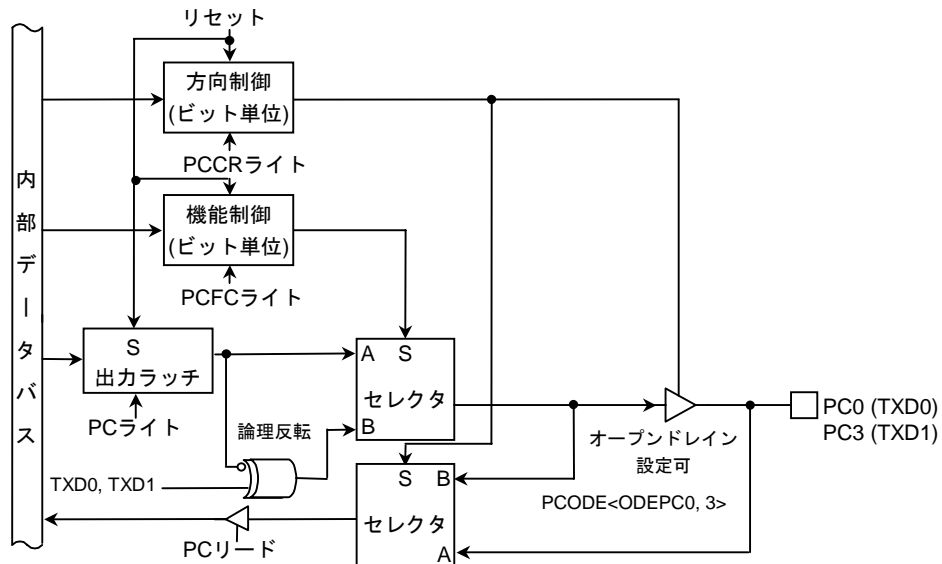 リセット
方向制御
(ビット単位)
PCCRライト
内部データバス
機能制御
(ビット単位)
PCFCライト
S
出力ラッチ
PCライト
A S
セレクタ
B
論理反転
TXD0, TXD1
S B
セレクタ
A
PCリード
オープンドレイン
設定可
PCODE<ODEPC0, 3>
PC0 (TXD0)
PC3 (TXD1)